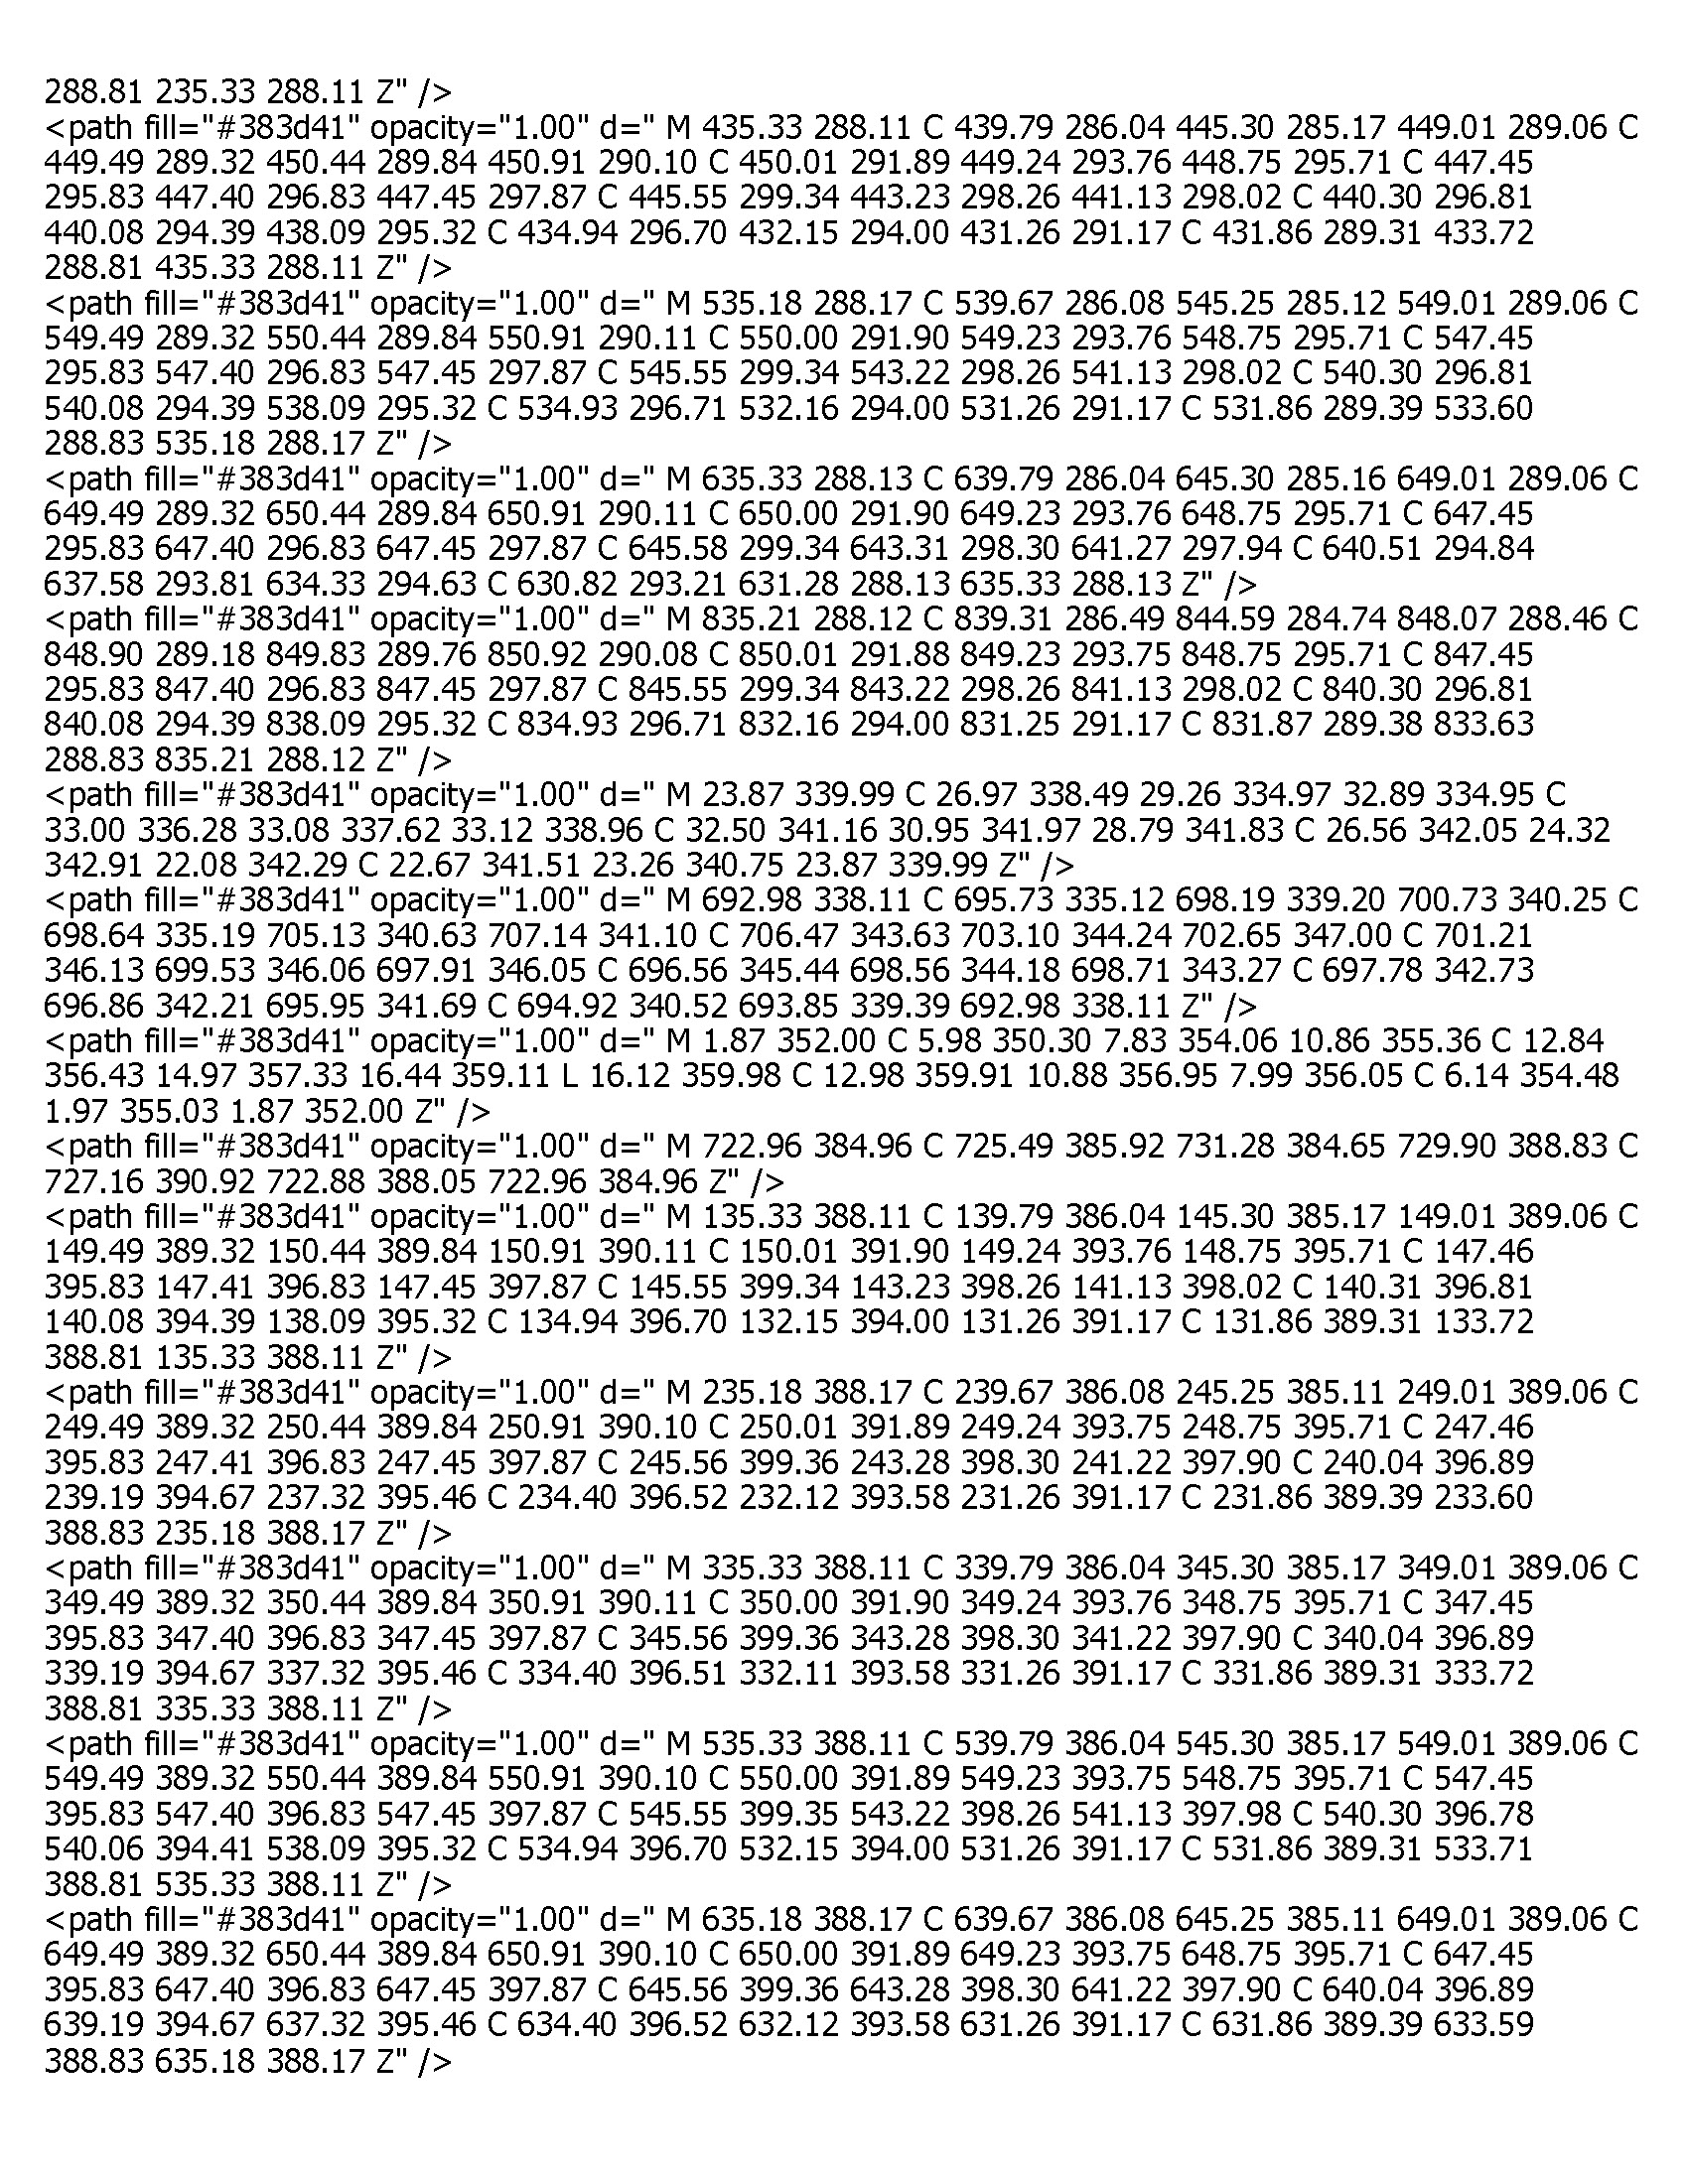 288.81 235.33 288.11 Z" />
<path fill="#383d41" opacity="1.00" d=" M 435.33 288.11 C 439.79 286.04 445.30 285.17 449.01 289.06 C
449.49 289.32 450.44 289.84 450.91 290.10 C 450.01 291.89 449.24 293.76 448.75 295.71 C 447.45
295.83 447.40 296.83 447.45 297.87 C 445.55 299.34 443.23 298.26 441.13 298.02 C 440.30 296.81
440.08 294.39 438.09 295.32 C 434.94 296.70 432.15 294.00 431.26 291.17 C 431.86 289.31 433.72
288.81 435.33 288.11 Z" />
<path fill="#383d41" opacity="1.00" d=" M 535.18 288.17 C 539.67 286.08 545.25 285.12 549.01 289.06 C
549.49 289.32 550.44 289.84 550.91 290.11 C 550.00 291.90 549.23 293.76 548.75 295.71 C 547.45
295.83 547.40 296.83 547.45 297.87 C 545.55 299.34 543.22 298.26 541.13 298.02 C 540.30 296.81
540.08 294.39 538.09 295.32 C 534.93 296.71 532.16 294.00 531.26 291.17 C 531.86 289.39 533.60
288.83 535.18 288.17 Z" />
<path fill="#383d41" opacity="1.00" d=" M 635.33 288.13 C 639.79 286.04 645.30 285.16 649.01 289.06 C
649.49 289.32 650.44 289.84 650.91 290.11 C 650.00 291.90 649.23 293.76 648.75 295.71 C 647.45
295.83 647.40 296.83 647.45 297.87 C 645.58 299.34 643.31 298.30 641.27 297.94 C 640.51 294.84
637.58 293.81 634.33 294.63 C 630.82 293.21 631.28 288.13 635.33 288.13 Z" />
<path fill="#383d41" opacity="1.00" d=" M 835.21 288.12 C 839.31 286.49 844.59 284.74 848.07 288.46 C
848.90 289.18 849.83 289.76 850.92 290.08 C 850.01 291.88 849.23 293.75 848.75 295.71 C 847.45
295.83 847.40 296.83 847.45 297.87 C 845.55 299.34 843.22 298.26 841.13 298.02 C 840.30 296.81
840.08 294.39 838.09 295.32 C 834.93 296.71 832.16 294.00 831.25 291.17 C 831.87 289.38 833.63
288.83 835.21 288.12 Z" />
<path fill="#383d41" opacity="1.00" d=" M 23.87 339.99 C 26.97 338.49 29.26 334.97 32.89 334.95 C
33.00 336.28 33.08 337.62 33.12 338.96 C 32.50 341.16 30.95 341.97 28.79 341.83 C 26.56 342.05 24.32
342.91 22.08 342.29 C 22.67 341.51 23.26 340.75 23.87 339.99 Z" />
<path fill="#383d41" opacity="1.00" d=" M 692.98 338.11 C 695.73 335.12 698.19 339.20 700.73 340.25 C
698.64 335.19 705.13 340.63 707.14 341.10 C 706.47 343.63 703.10 344.24 702.65 347.00 C 701.21
346.13 699.53 346.06 697.91 346.05 C 696.56 345.44 698.56 344.18 698.71 343.27 C 697.78 342.73
696.86 342.21 695.95 341.69 C 694.92 340.52 693.85 339.39 692.98 338.11 Z" />
<path fill="#383d41" opacity="1.00" d=" M 1.87 352.00 C 5.98 350.30 7.83 354.06 10.86 355.36 C 12.84
356.43 14.97 357.33 16.44 359.11 L 16.12 359.98 C 12.98 359.91 10.88 356.95 7.99 356.05 C 6.14 354.48
1.97 355.03 1.87 352.00 Z" />
<path fill="#383d41" opacity="1.00" d=" M 722.96 384.96 C 725.49 385.92 731.28 384.65 729.90 388.83 C
727.16 390.92 722.88 388.05 722.96 384.96 Z" />
<path fill="#383d41" opacity="1.00" d=" M 135.33 388.11 C 139.79 386.04 145.30 385.17 149.01 389.06 C
149.49 389.32 150.44 389.84 150.91 390.11 C 150.01 391.90 149.24 393.76 148.75 395.71 C 147.46
395.83 147.41 396.83 147.45 397.87 C 145.55 399.34 143.23 398.26 141.13 398.02 C 140.31 396.81
140.08 394.39 138.09 395.32 C 134.94 396.70 132.15 394.00 131.26 391.17 C 131.86 389.31 133.72
388.81 135.33 388.11 Z" />
<path fill="#383d41" opacity="1.00" d=" M 235.18 388.17 C 239.67 386.08 245.25 385.11 249.01 389.06 C
249.49 389.32 250.44 389.84 250.91 390.10 C 250.01 391.89 249.24 393.75 248.75 395.71 C 247.46
395.83 247.41 396.83 247.45 397.87 C 245.56 399.36 243.28 398.30 241.22 397.90 C 240.04 396.89
239.19 394.67 237.32 395.46 C 234.40 396.52 232.12 393.58 231.26 391.17 C 231.86 389.39 233.60
388.83 235.18 388.17 Z" />
<path fill="#383d41" opacity="1.00" d=" M 335.33 388.11 C 339.79 386.04 345.30 385.17 349.01 389.06 C
349.49 389.32 350.44 389.84 350.91 390.11 C 350.00 391.90 349.24 393.76 348.75 395.71 C 347.45
395.83 347.40 396.83 347.45 397.87 C 345.56 399.36 343.28 398.30 341.22 397.90 C 340.04 396.89
339.19 394.67 337.32 395.46 C 334.40 396.51 332.11 393.58 331.26 391.17 C 331.86 389.31 333.72
388.81 335.33 388.11 Z" />
<path fill="#383d41" opacity="1.00" d=" M 535.33 388.11 C 539.79 386.04 545.30 385.17 549.01 389.06 C
549.49 389.32 550.44 389.84 550.91 390.10 C 550.00 391.89 549.23 393.75 548.75 395.71 C 547.45
395.83 547.40 396.83 547.45 397.87 C 545.55 399.35 543.22 398.26 541.13 397.98 C 540.30 396.78
540.06 394.41 538.09 395.32 C 534.94 396.70 532.15 394.00 531.26 391.17 C 531.86 389.31 533.71
388.81 535.33 388.11 Z" />
<path fill="#383d41" opacity="1.00" d=" M 635.18 388.17 C 639.67 386.08 645.25 385.11 649.01 389.06 C
649.49 389.32 650.44 389.84 650.91 390.10 C 650.00 391.89 649.23 393.75 648.75 395.71 C 647.45
395.83 647.40 396.83 647.45 397.87 C 645.56 399.36 643.28 398.30 641.22 397.90 C 640.04 396.89
639.19 394.67 637.32 395.46 C 634.40 396.52 632.12 393.58 631.26 391.17 C 631.86 389.39 633.59
388.83 635.18 388.17 Z" />